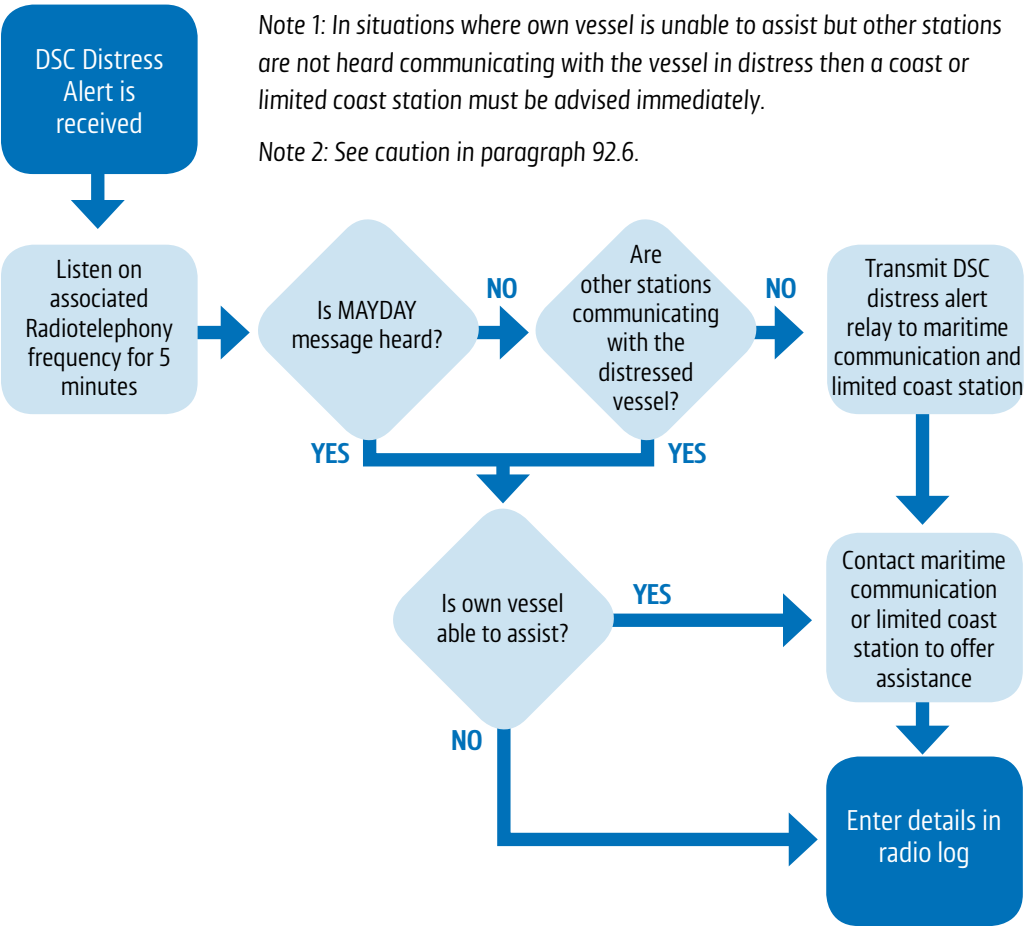 DSC Distress
Alert is
received
Note 1: In situations where own vessel is unable to assist but other stations
are not heard communicating with the vessel in distress then a coast or
limited coast station must be advised immediately.
Note 2: See caution in paragraph 92.6.
Listen on
associated
Radiotelephony
frequency for 5
minutes
Is MAYDAY
message heard?
NO
Are
other stations
communicating
with the
distressed
vessel?
NO
Transmit DSC
distress alert
relay to maritime
communication and
limited coast station
YES
YES
Is own vessel
able to assist?
YES
Contact maritime
communication
or limited coast
station to offer
assistance
NO
Enter details in
radio log